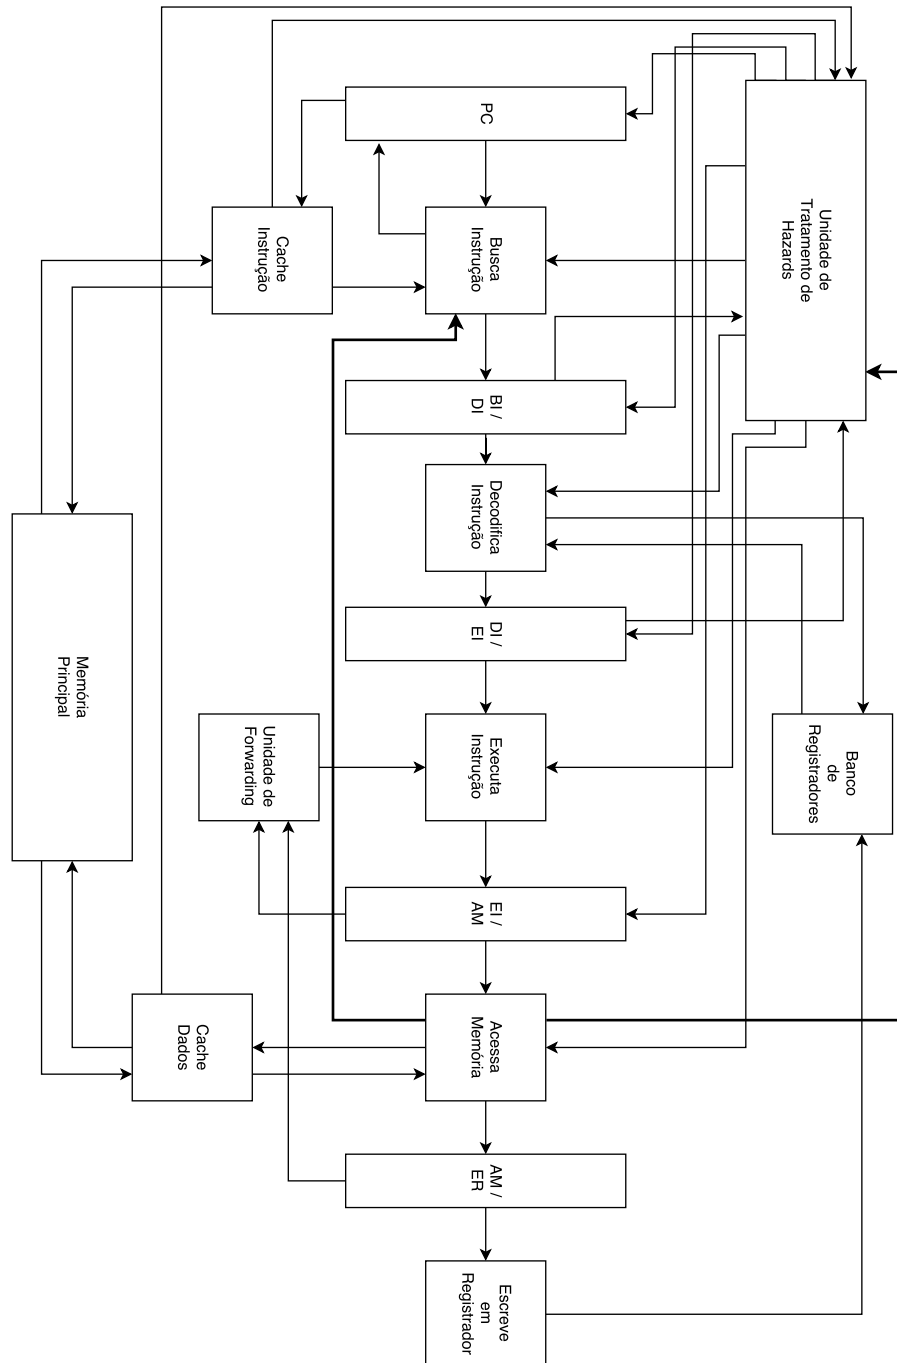 Unidade de
Tratamento de
Hazards
PC
Busca
Instrução
Cache
Instrução
BI /
DI
Decodifica
Instrução
DI /
EI
Memória
Principal
Unidade de
Forwarding
Executa
Instrução
Banco
de
Registradores
EI /
AM
Cache
Dados
Acessa
Memória
AM /
ER
Escreve
em
Registrador